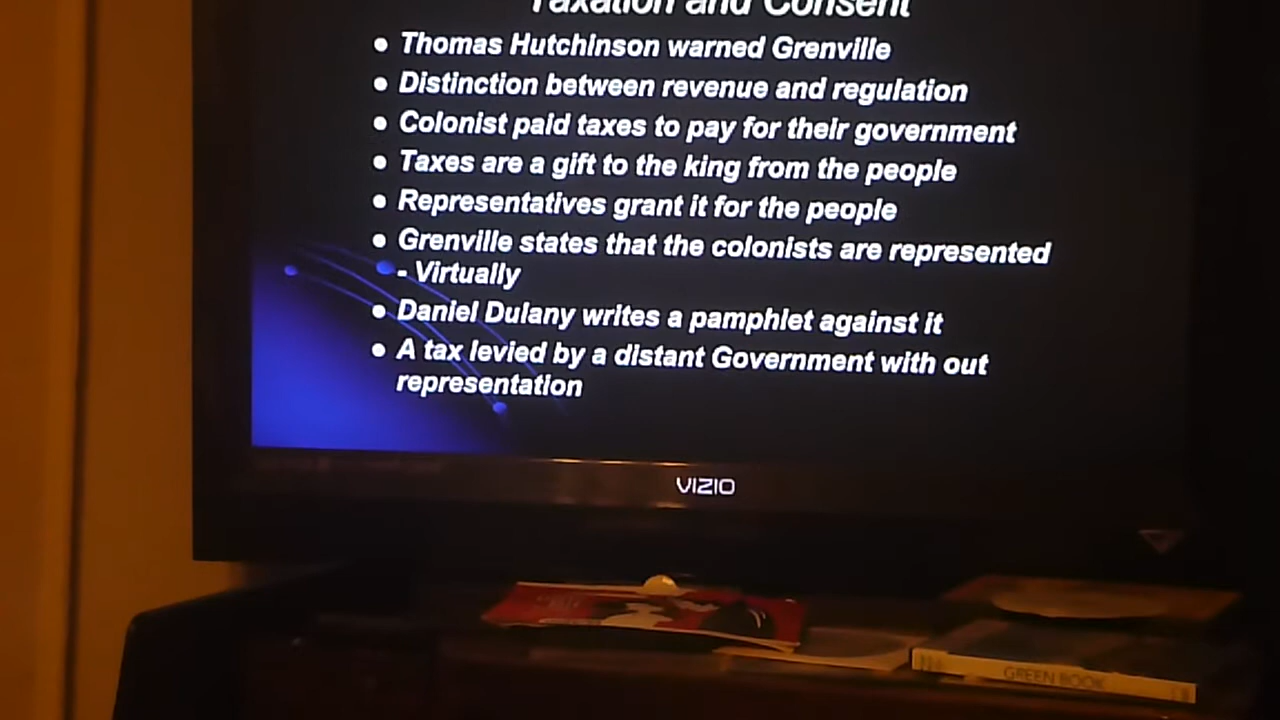 Taxation and Consent
• Thomas Hutchinson warned Grenville
• Distinction between revenue and regulation
• Colonist paid taxes to pay for their government
• Taxes are a gift to the king from the people
• Representatives grant it for the people
• Grenville states that the colonists are represented
- Virtually
• Daniel Dulany writes a pamphlet against it
• A tax levied by a distant Government with out
representation
VIZIO
GREEN BOOK